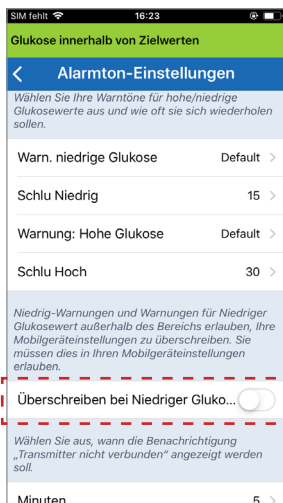 SIM fehlt 16:23
Glukose innerhalb von Zielwerten
Alarmton-Einstellungen
Wählen Sie Ihre Warntöne für hohe/niedrige
Glukosewerte aus und wie oft sie sich wiederholen
sollen.
Warn. niedrige Glukose Default
Schlu Niedrig 15
Warnung: Hohe Glukose Default
Schlu Hoch 30
Niedrig-Warnungen und Warnungen für Niedriger
Glukosewert außerhalb des Bereichs erlauben, Ihre
Mobilgeräteinstellungen zu überschreiben. Sie
müssen dies in Ihren Mobilgeräteinstellungen
erlauben.
Überschreiben bei Niedriger Gluko...
Wählen Sie aus, wann die Benachrichtigung
„Transmitter nicht verbunden" angezeigt werden
soll.
Minuten 5